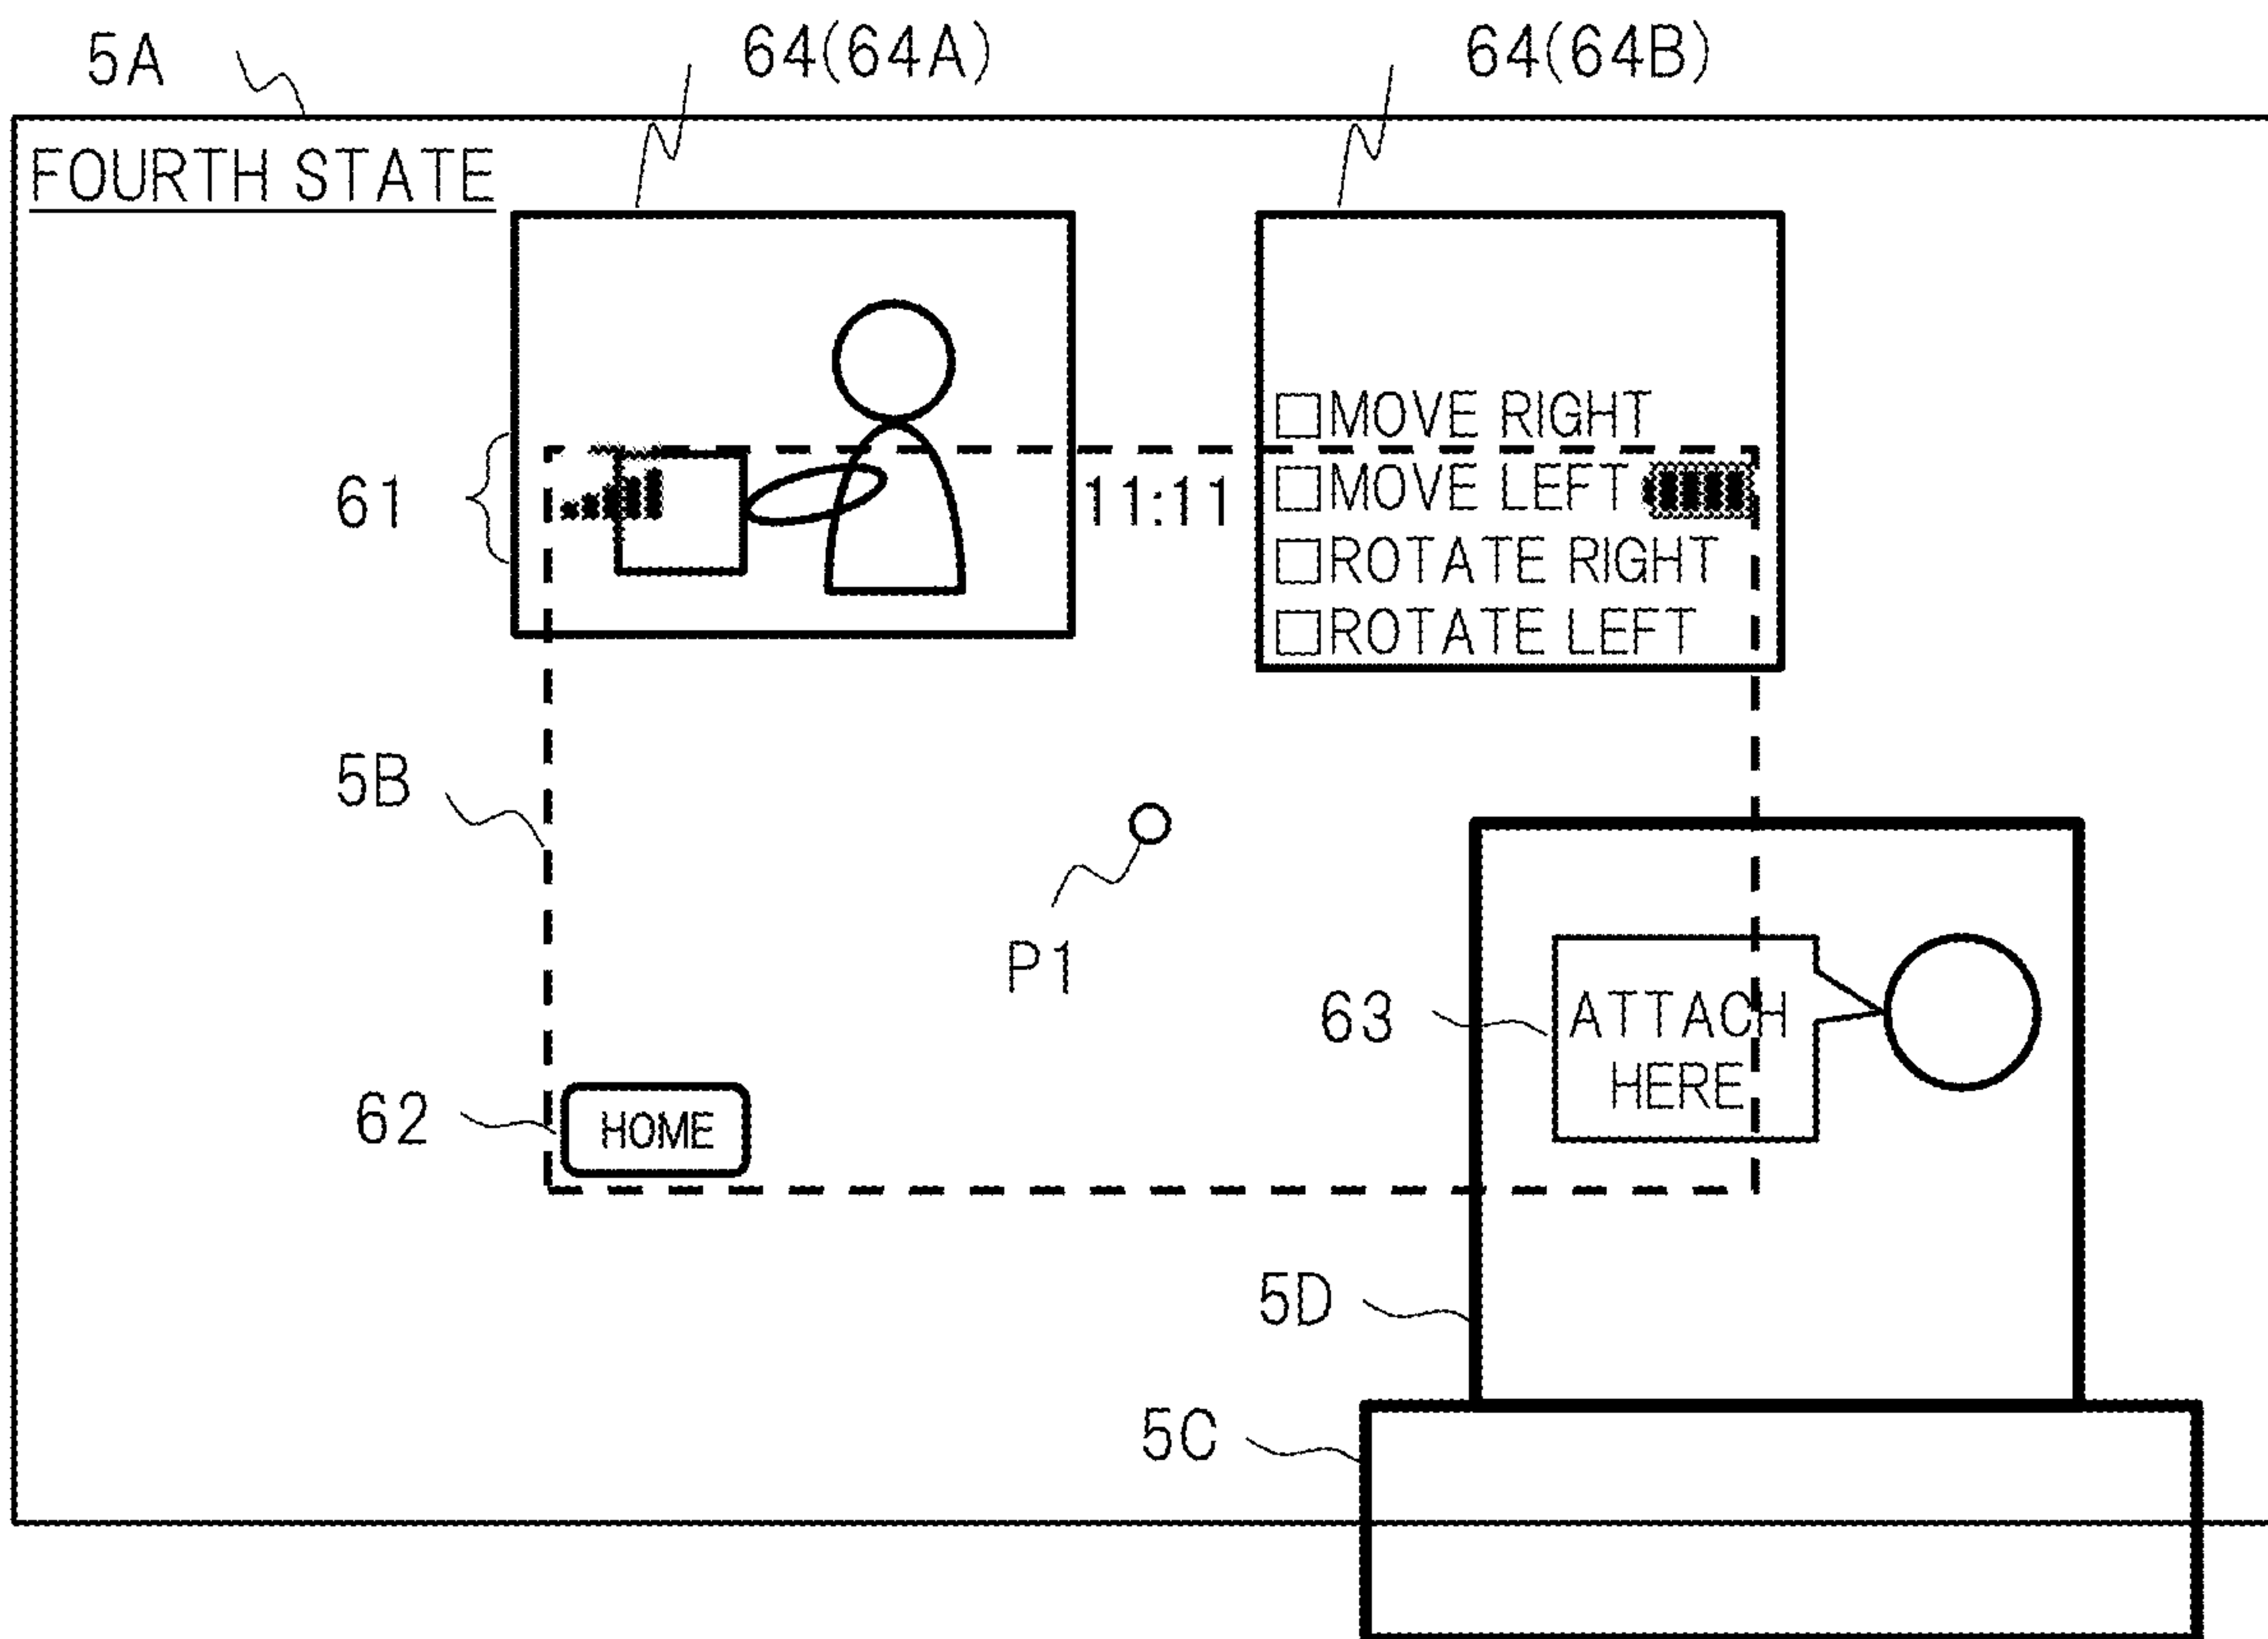 5A
64(64A)
64(64B)
FOURTH STATE
MOVE RIGHT
61
11:11
MOVE LEFT
ROTATE RIGHT
ROTATE LEFT
5B
P1
63
ATTACH
HERE
62
HOME
5D
5C